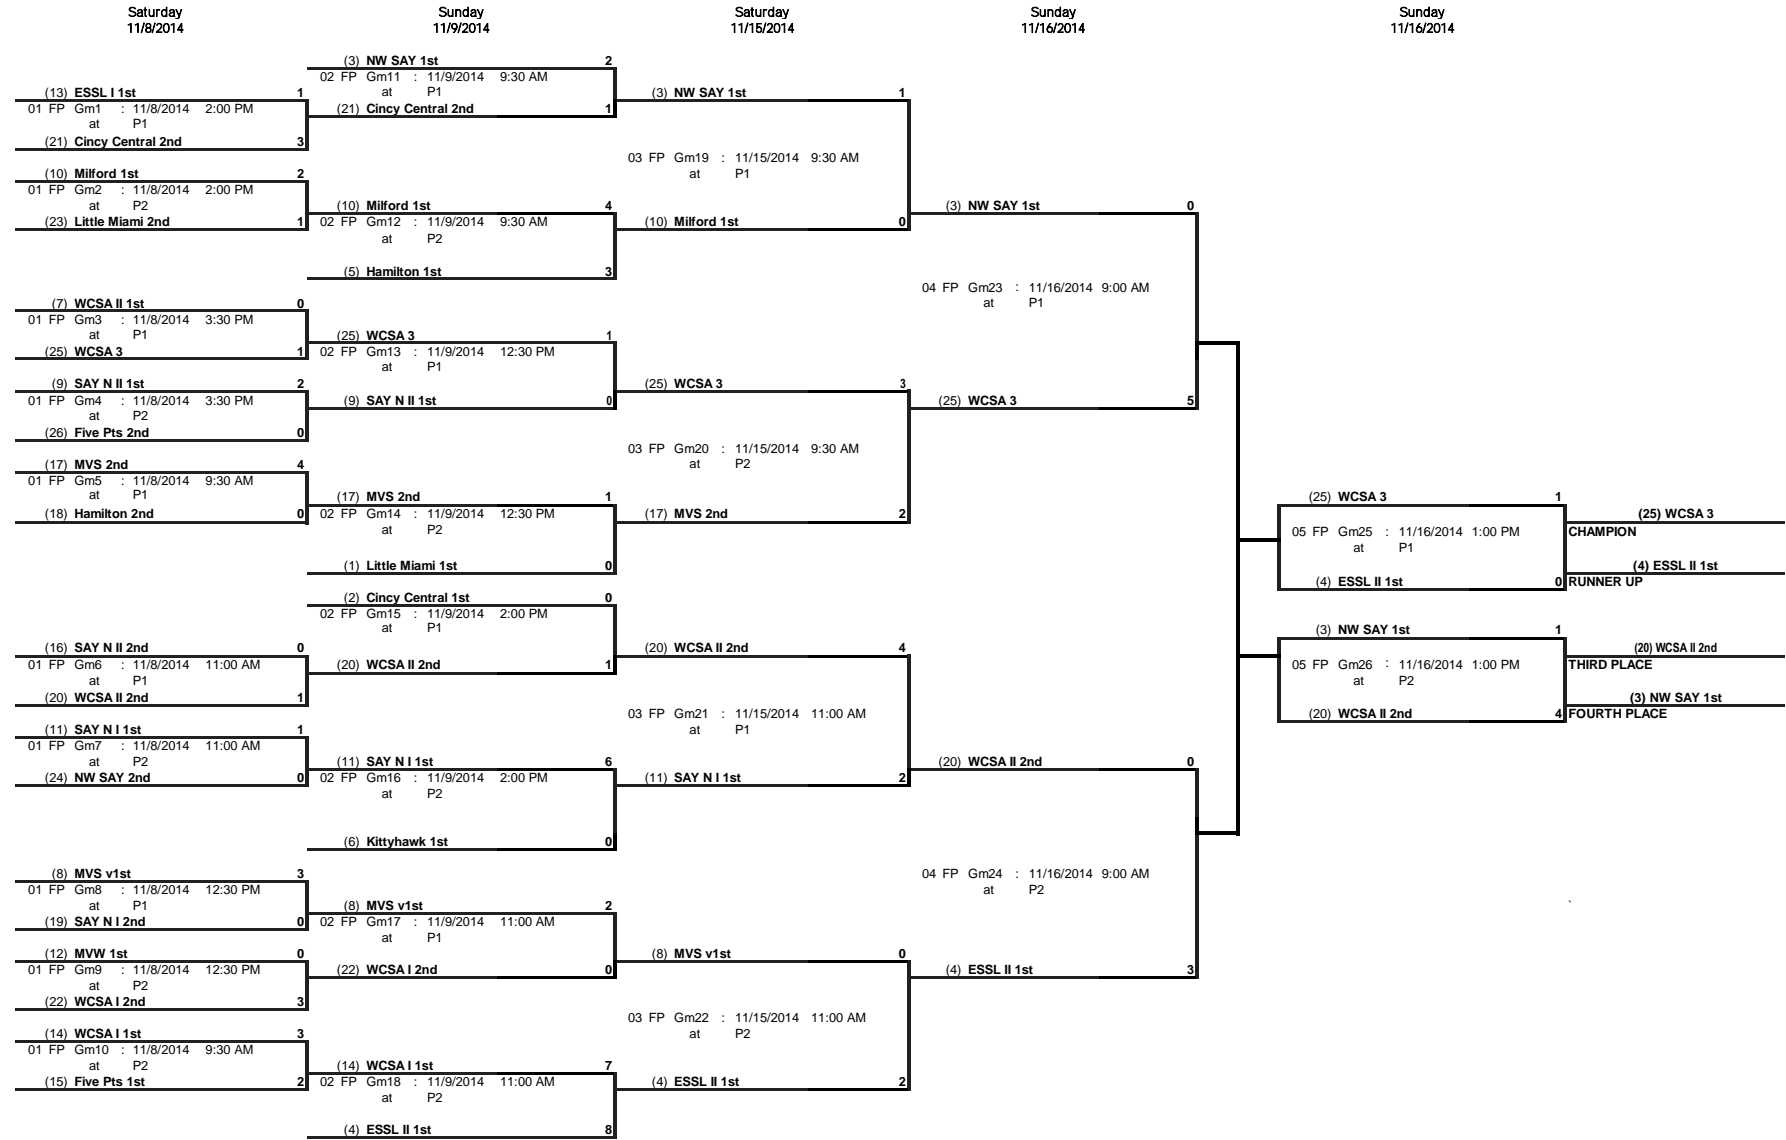 Saturday
11/8/2014
Sunday
11/9/2014
Saturday
11/15/2014
Sunday
11/16/2014
Sunday
11/16/2014
(13) ESSL I 1st 1
01 FP Gm1 : 11/8/2014 2:00 PM
at P1
(21) Cincy Central 2nd 3
(10) Milford 1st 2
01 FP Gm2 : 11/8/2014 2:00 PM
at P2
(23) Little Miami 2nd 1
(7) WCSA II 1st 0
01 FP Gm3 : 11/8/2014 3:30 PM
at P1
(25) WCSA 3 1
(9) SAY N II 1st 2
01 FP Gm4 : 11/8/2014 3:30 PM
at P2
(26) Five Pts 2nd 0
(17) MVS 2nd 4
01 FP Gm5 : 11/8/2014 9:30 AM
at P1
(18) Hamilton 2nd 0
(16) SAY N II 2nd 0
01 FP Gm6 : 11/8/2014 11:00 AM
at P1
(20) WCSA II 2nd 1
(11) SAY N I 1st 1
01 FP Gm7 : 11/8/2014 11:00 AM
at P2
(24) NW SAY 2nd 0
(8) MVS v1st 3
01 FP Gm8 : 11/8/2014 12:30 PM
at P1
(19) SAY N I 2nd 0
(12) MVW 1st 0
01 FP Gm9 : 11/8/2014 12:30 PM
at P2
(22) WCSA I 2nd 3
(14) WCSA I 1st 3
01 FP Gm10 : 11/8/2014 9:30 AM
at P2
(15) Five Pts 1st 2
(3) NW SAY 1st 2
02 FP Gm11 : 11/9/2014 9:30 AM
at P1
(21) Cincy Central 2nd 1
(10) Milford 1st 4
02 FP Gm12 : 11/9/2014 9:30 AM
at P2
(5) Hamilton 1st 3
(25) WCSA 3 1
02 FP Gm13 : 11/9/2014 12:30 PM
at P1
(9) SAY N II 1st 0
(17) MVS 2nd 1
02 FP Gm14 : 11/9/2014 12:30 PM
at P2
(1) Little Miami 1st 0
(2) Cincy Central 1st 0
02 FP Gm15 : 11/9/2014 2:00 PM
at P1
(20) WCSA II 2nd 1
(11) SAY N I 1st 6
02 FP Gm16 : 11/9/2014 2:00 PM
at P2
(6) Kittyhawk 1st 0
(8) MVS v1st 2
02 FP Gm17 : 11/9/2014 11:00 AM
at P1
(22) WCSA I 2nd 0
(14) WCSA I 1st 7
02 FP Gm18 : 11/9/2014 11:00 AM
at P2
(4) ESSL II 1st 8
(3) NW SAY 1st 1
03 FP Gm19 : 11/15/2014 9:30 AM
at P1
(10) Milford 1st 0
(25) WCSA 3 3
03 FP Gm20 : 11/15/2014 9:30 AM
at P2
(17) MVS 2nd 2
(20) WCSA II 2nd 4
03 FP Gm21 : 11/15/2014 11:00 AM
at P1
(11) SAY N I 1st 2
(8) MVS v1st 0
03 FP Gm22 : 11/15/2014 11:00 AM
at P2
(4) ESSL II 1st 2
(3) NW SAY 1st 0
04 FP Gm23 : 11/16/2014 9:00 AM
at P1
(25) WCSA 3 5
(20) WCSA II 2nd 0
04 FP Gm24 : 11/16/2014 9:00 AM
at P2
(4) ESSL II 1st 3
(25) WCSA 3 1
05 FP Gm25 : 11/16/2014 1:00 PM
at P1
(4) ESSL II 1st 0
(3) NW SAY 1st 1
05 FP Gm26 : 11/16/2014 1:00 PM
at P2
(20) WCSA II 2nd 4
(25) WCSA 3
CHAMPION
(4) ESSL II 1st
RUNNER UP
(20) WCSA II 2nd
THIRD PLACE
(3) NW SAY 1st
FOURTH PLACE